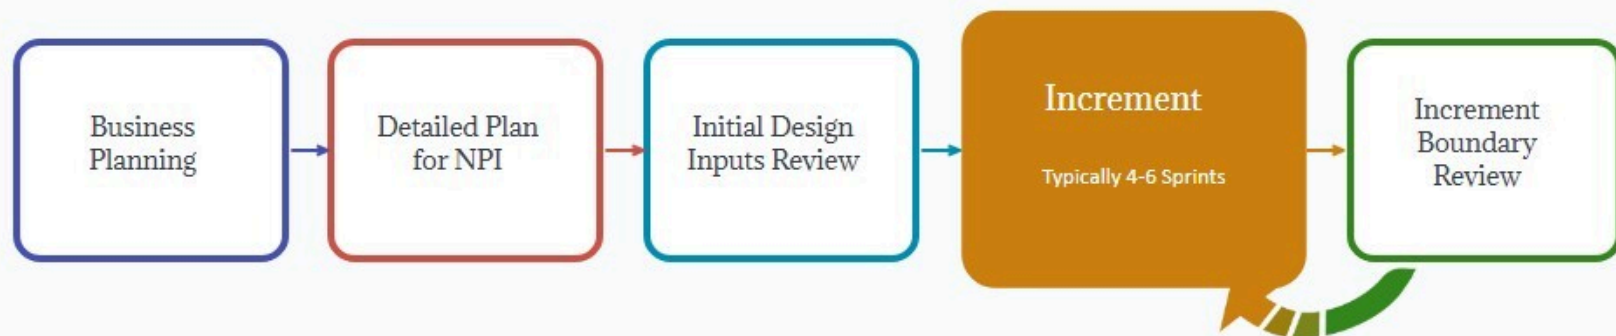 Business
Planning
Detailed Plan
for NPI
Initial Design
Inputs Review
Increment
Typically 4-6 Sprints
Increment
Boundary
Review